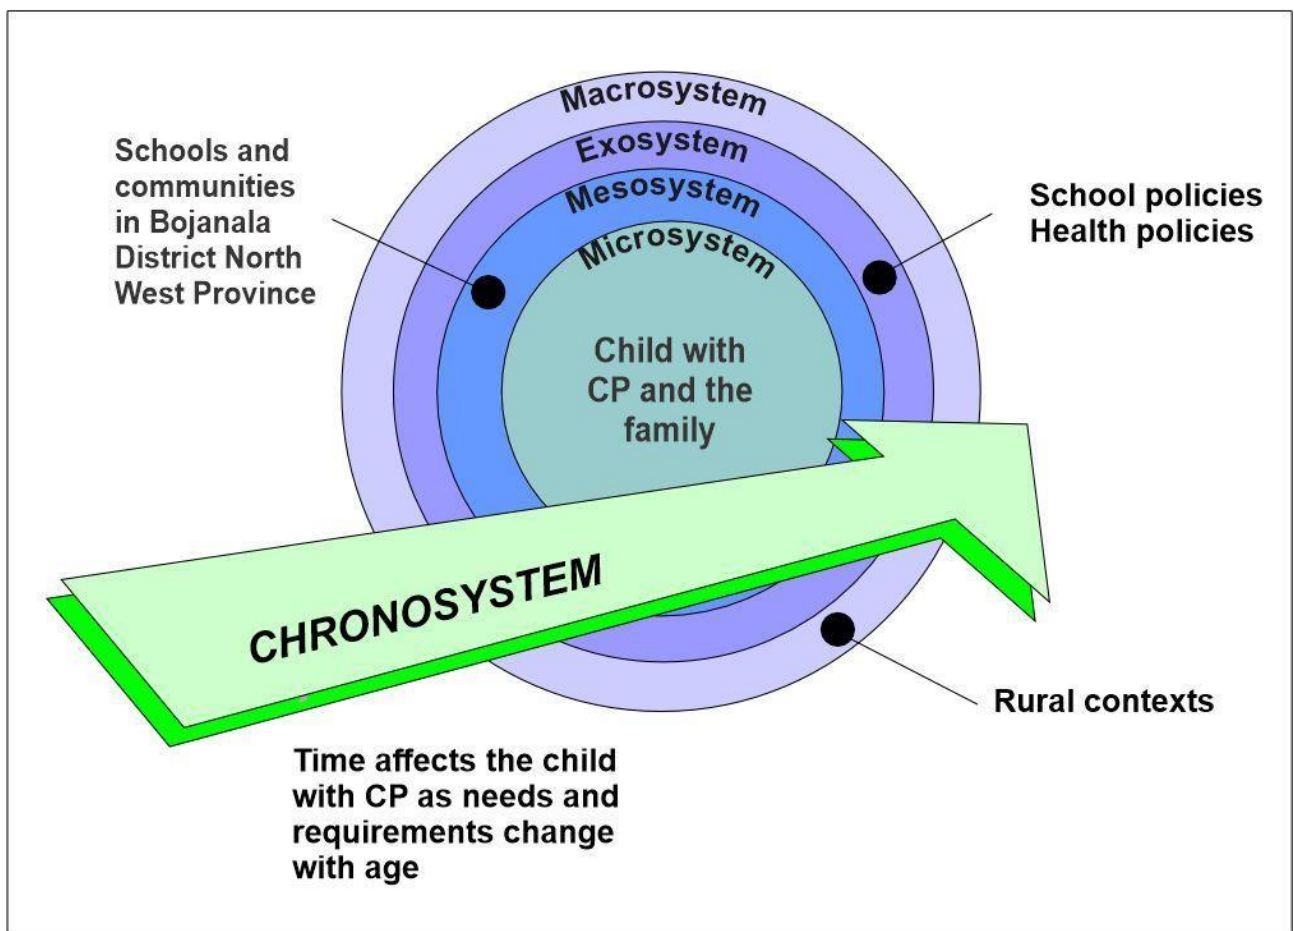 Macrosystem
Exosystem
Mesosystem
Microsystem
Schools and
communities
in Bojanala
District North
West Province
School policies
Health policies
Child with
CP and the
family
CHRONOSYSTEM
Rural contexts
Time affects the child
with CP as needs and
requirements change
with age